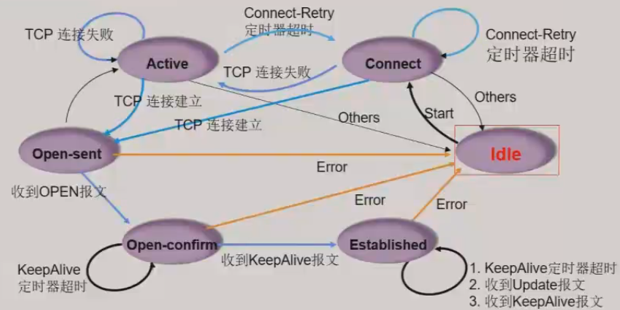 Connect-Retry
定时器超时
TCP 连接失败
Active
Connect
Connect-Retry
定时器超时
TCP 连接失败
TCP 连接建立
TCP 连接建立
Others
Start
Others
Open-sent
Idle
Error
收到OPEN报文
Error
Error
Open-confirm
Established
收到KeepAlive报文
KeepAlive
定时器超时
1. KeepAlive定时器超时
2. 收到Update报文
3. 收到KeepAlive报文